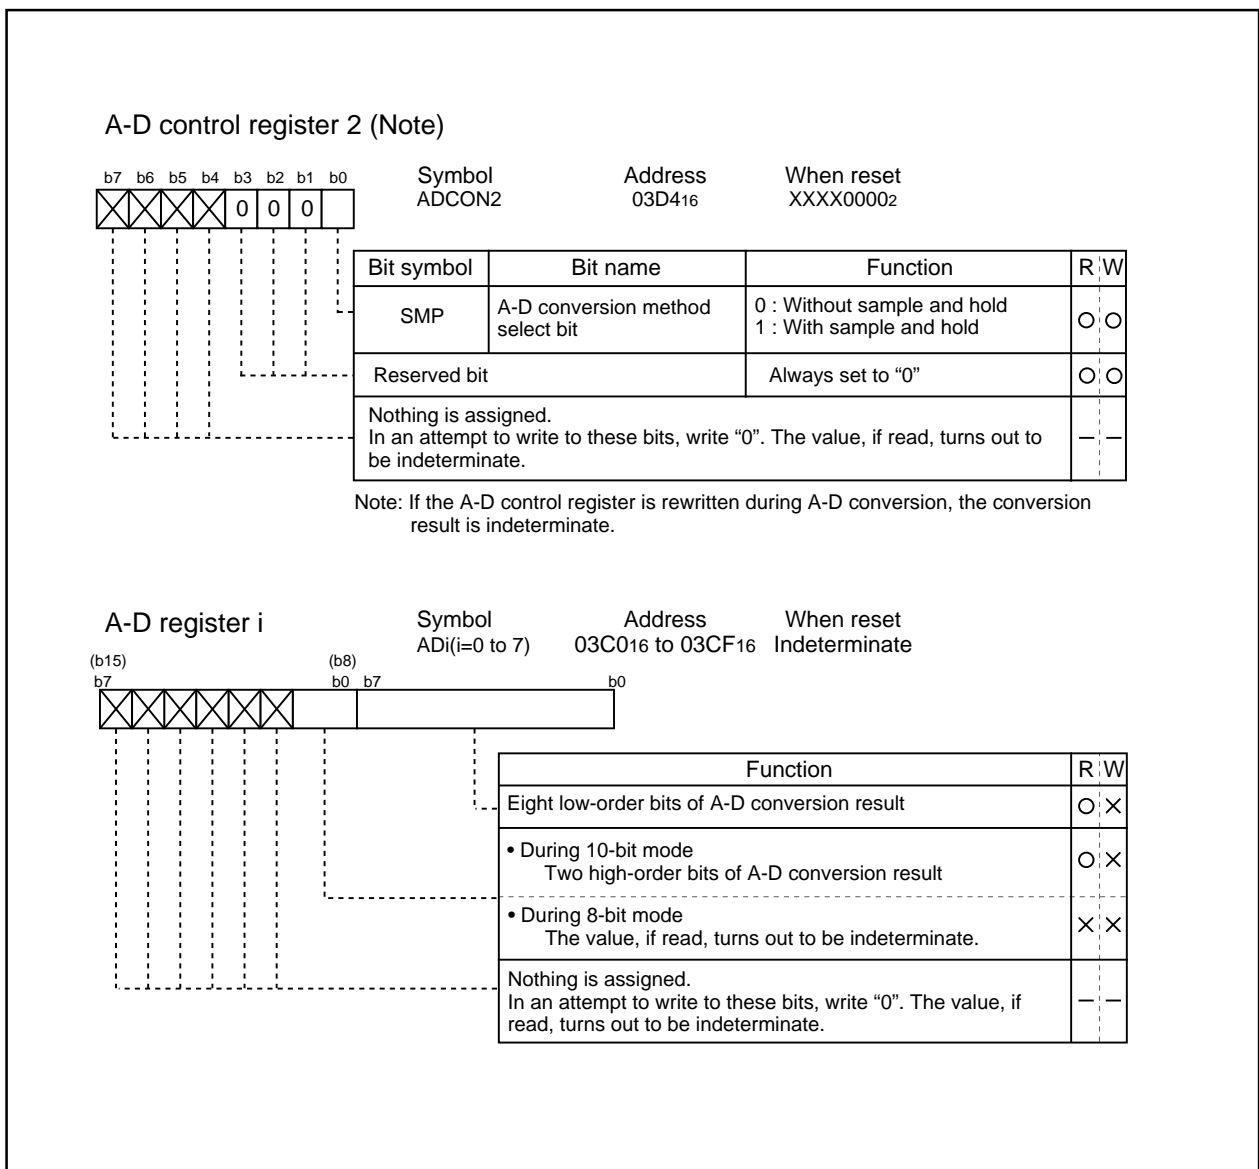 A-D control register 2 (Note)
b7 b6 b5 b4 b3 b2 b1 b0
Symbol Address When reset
ADCON2 03D416 XXXX00002
0 0 0
Bit symbol Bit name Function R W
SMP A-D conversion method select bit 0 : Without sample and hold
1 : With sample and hold
Reserved bit Always set to “0”
Nothing is assigned.
In an attempt to write to these bits, write “0”. The value, if read, turns out to
be indeterminate.
– –
Note: If the A-D control register is rewritten during A-D conversion, the conversion
result is indeterminate.
A-D register i
Symbol Address When reset
ADi(i=0 to 7) 03C016 to 03CF16 Indeterminate
(b15) (b8)
b7 b0 b7 b0
Function R W
Eight low-order bits of A-D conversion result
• During 10-bit mode
Two high-order bits of A-D conversion result
• During 8-bit mode
The value, if read, turns out to be indeterminate.
Nothing is assigned.
In an attempt to write to these bits, write “0”. The value, if
read, turns out to be indeterminate.
– –